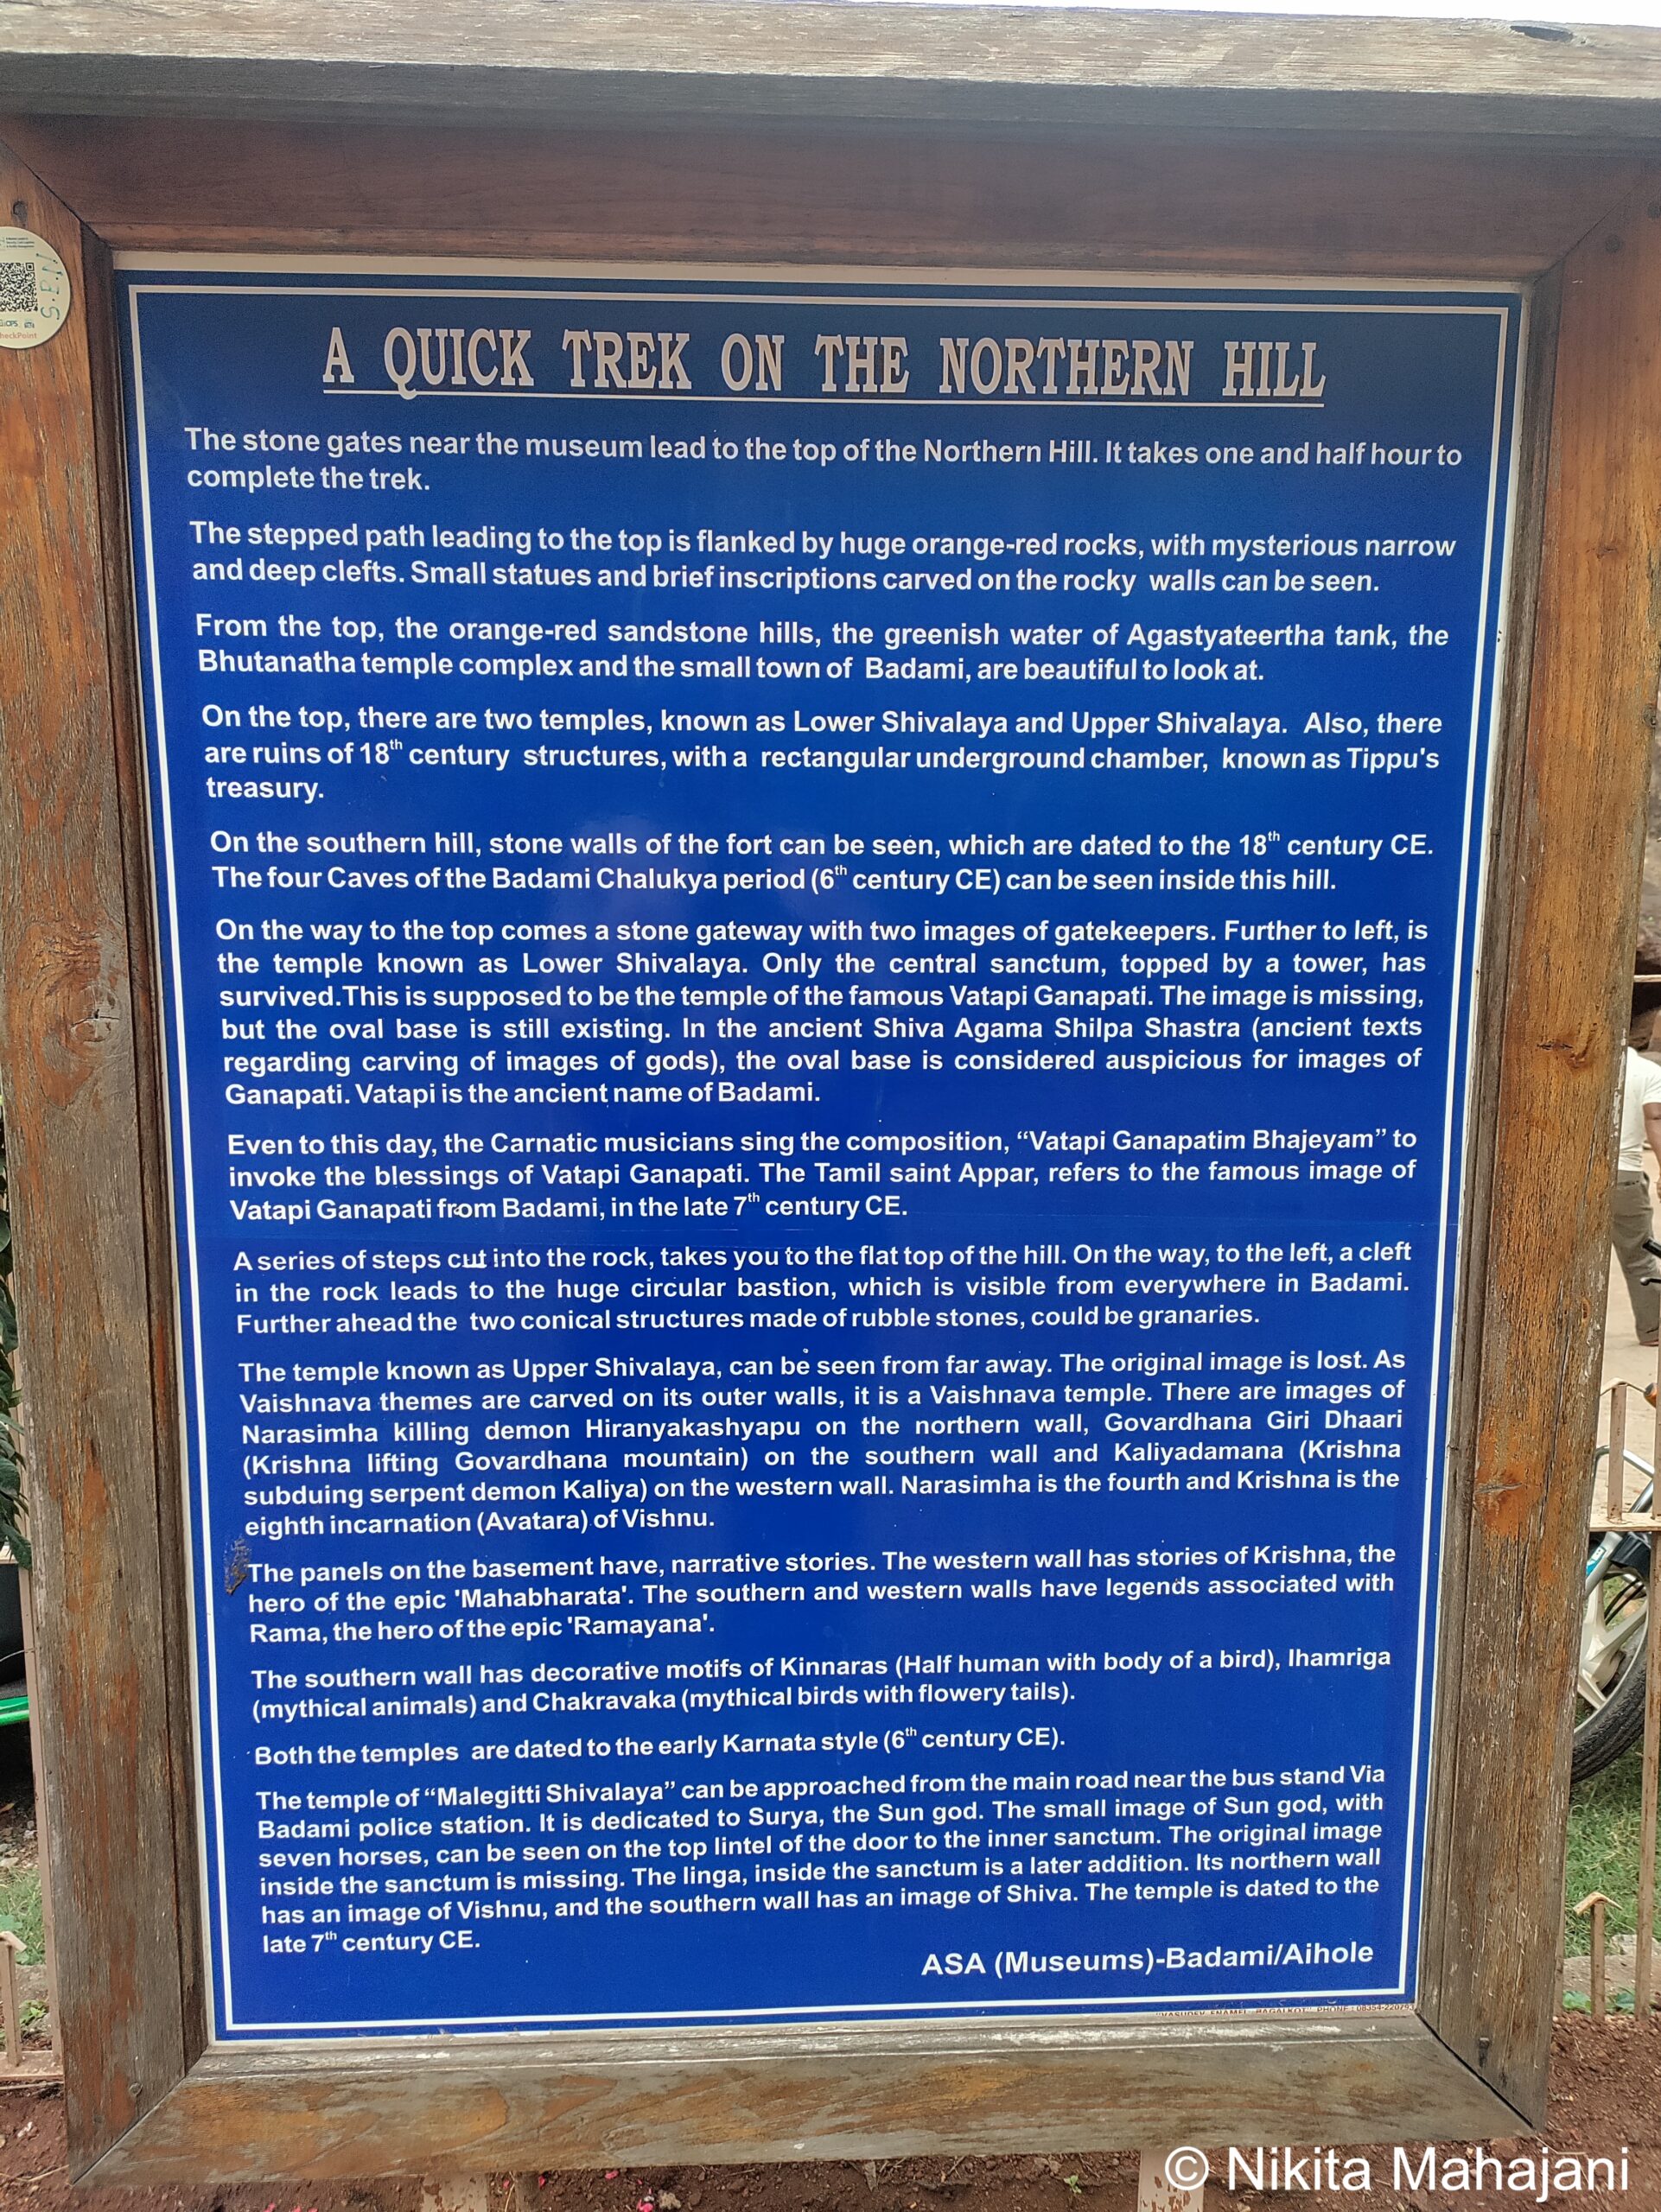 A QUICK TREK ON THE NORTHERN HILL
The stone gates near the museum lead to the top of the Northern Hill. It takes one and half hour to
complete the trek.
The stepped path leading to the top is flanked by huge orange-red rocks, with mysterious narrow
and deep clefts. Small statues and brief inscriptions carved on the rocky walls can be seen.
From the top, the orange-red sandstone hills, the greenish water of Agastyateertha tank, the
Bhutanatha temple complex and the small town of Badami, are beautiful to look at.
On the top, there are two temples, known as Lower Shivalaya and Upper Shivalaya. Also, there
are ruins of 18th century structures, with a rectangular underground chamber, known as Tippu's
treasury.
On the southern hill, stone walls of the fort can be seen, which are dated to the 18th century CE.
The four Caves of the Badami Chalukya period (6th century CE) can be seen inside this hill.
On the way to the top comes a stone gateway with two images of gatekeepers. Further to left, is
the temple known as Lower Shivalaya. Only the central sanctum, topped by a tower, has
survived.This is supposed to be the temple of the famous Vatapi Ganapati. The image is missing,
but the oval base is still existing. In the ancient Shiva Agama Shilpa Shastra (ancient texts
regarding carving of images of gods), the oval base is considered auspicious for images of
Ganapati. Vatapi is the ancient name of Badami.
Even to this day, the Carnatic musicians sing the composition, “Vatapi Ganapatim Bhajeyam” to
invoke the blessings of Vatapi Ganapati. The Tamil saint Appar, refers to the famous image of
Vatapi Ganapati from Badami, in the late 7th century CE.
A series of steps cut into the rock, takes you to the flat top of the hill. On the way, to the left, a cleft
in the rock leads to the huge circular bastion, which is visible from everywhere in Badami.
Further ahead the two conical structures made of rubble stones, could be granaries.
The temple known as Upper Shivalaya, can be seen from far away. The original image is lost. As
Vaishnava themes are carved on its outer walls, it is a Vaishnava temple. There are images of
Narasimha killing demon Hiranyakashyapu on the northern wall, Govardhana Giri Dhaari
(Krishna lifting Govardhana mountain) on the southern wall and Kaliyadamana (Krishna
subduing serpent demon Kaliya) on the western wall. Narasimha is the fourth and Krishna is the
eighth incarnation (Avatara) of Vishnu.
The panels on the basement have, narrative stories. The western wall has stories of Krishna, the
hero of the epic 'Mahabharata'. The southern and western walls have legends associated with
Rama, the hero of the epic 'Ramayana'.
The southern wall has decorative motifs of Kinnaras (Half human with body of a bird), Ihamriga
(mythical animals) and Chakravaka (mythical birds with flowery tails).
Both the temples are dated to the early Karnata style (6th century CE).
The temple of “Malegitti Shivalaya” can be approached from the main road near the bus stand Via
Badami police station. It is dedicated to Surya, the Sun god. The small image of Sun god, with
seven horses, can be seen on the top lintel of the door to the inner sanctum. The original image
inside the sanctum is missing. The linga, inside the sanctum is a later addition. Its northern wall
has an image of Vishnu, and the southern wall has an image of Shiva. The temple is dated to the
late 7th century CE.
ASA (Museums)-Badami/Aihole
© Nikita Mahajani